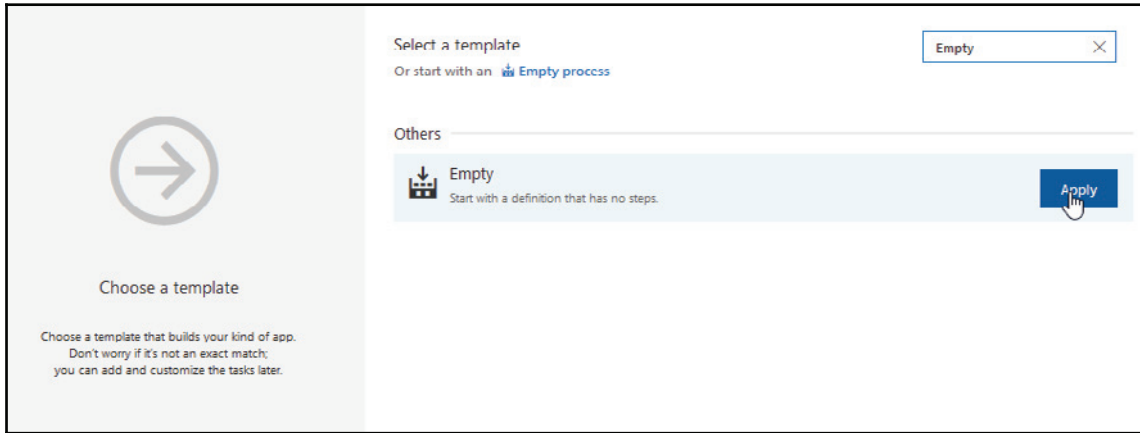 Select a template
Empty
Or start with an Empty process
Others
Empty
Start with a definition that has no steps.
Apply
Choose a template
Choose a template that builds your kind of app.
Don't worry if it's not an exact match;
you can add and customize the tasks later.